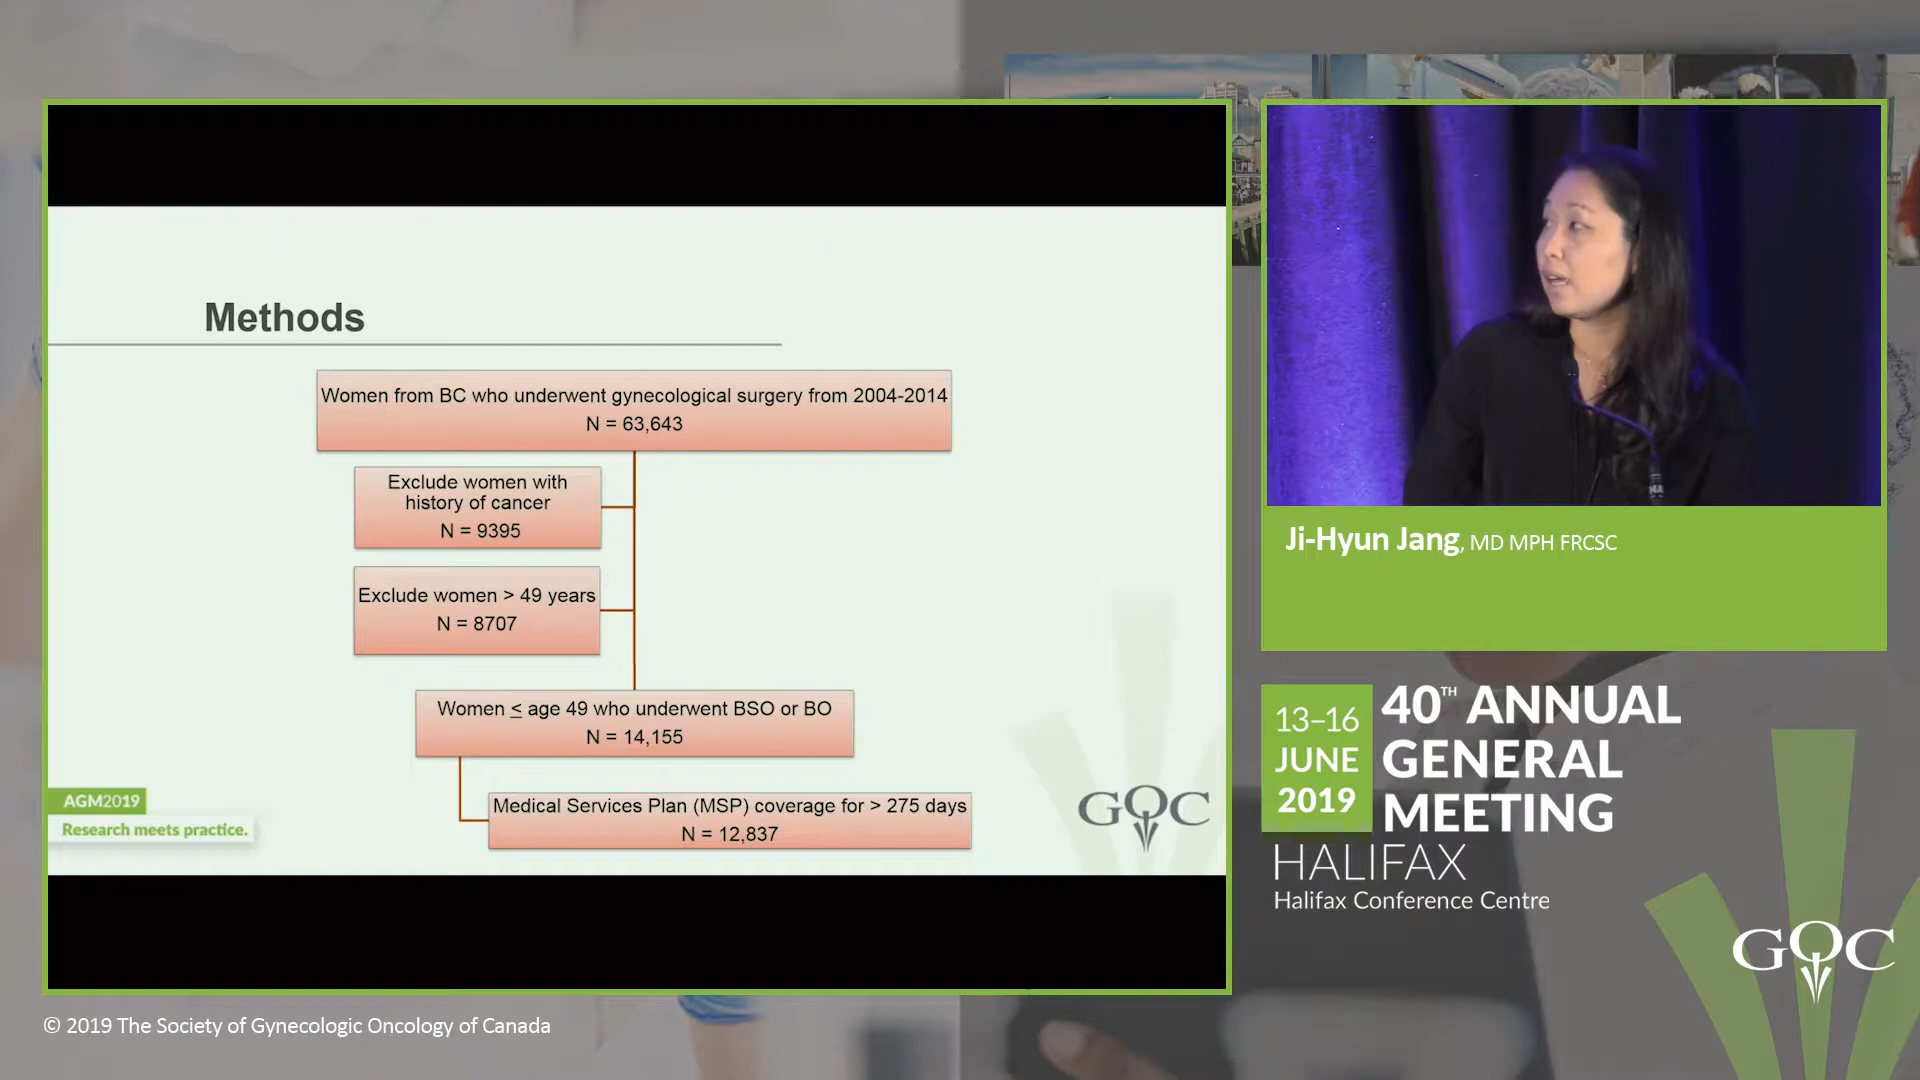 Methods
Women from BC who underwent gynecological surgery from 2004-2014
N = 63,643
Exclude women with
history of cancer
N = 9395
Exclude women > 49 years
N = 8707
Women ≤ age 49 who underwent BSO or BO
N = 14,155
Medical Services Plan (MSP) coverage for > 275 days
N = 12,837
AGM2019
Research meets practice.
GOC
Ji-Hyun Jang, MD MPH FRCSC
13–16
JUNE
2019
40TH ANNUAL
GENERAL
MEETING
HALIFAX
Halifax Conference Centre
GOC
© 2019 The Society of Gynecologic Oncology of Canada